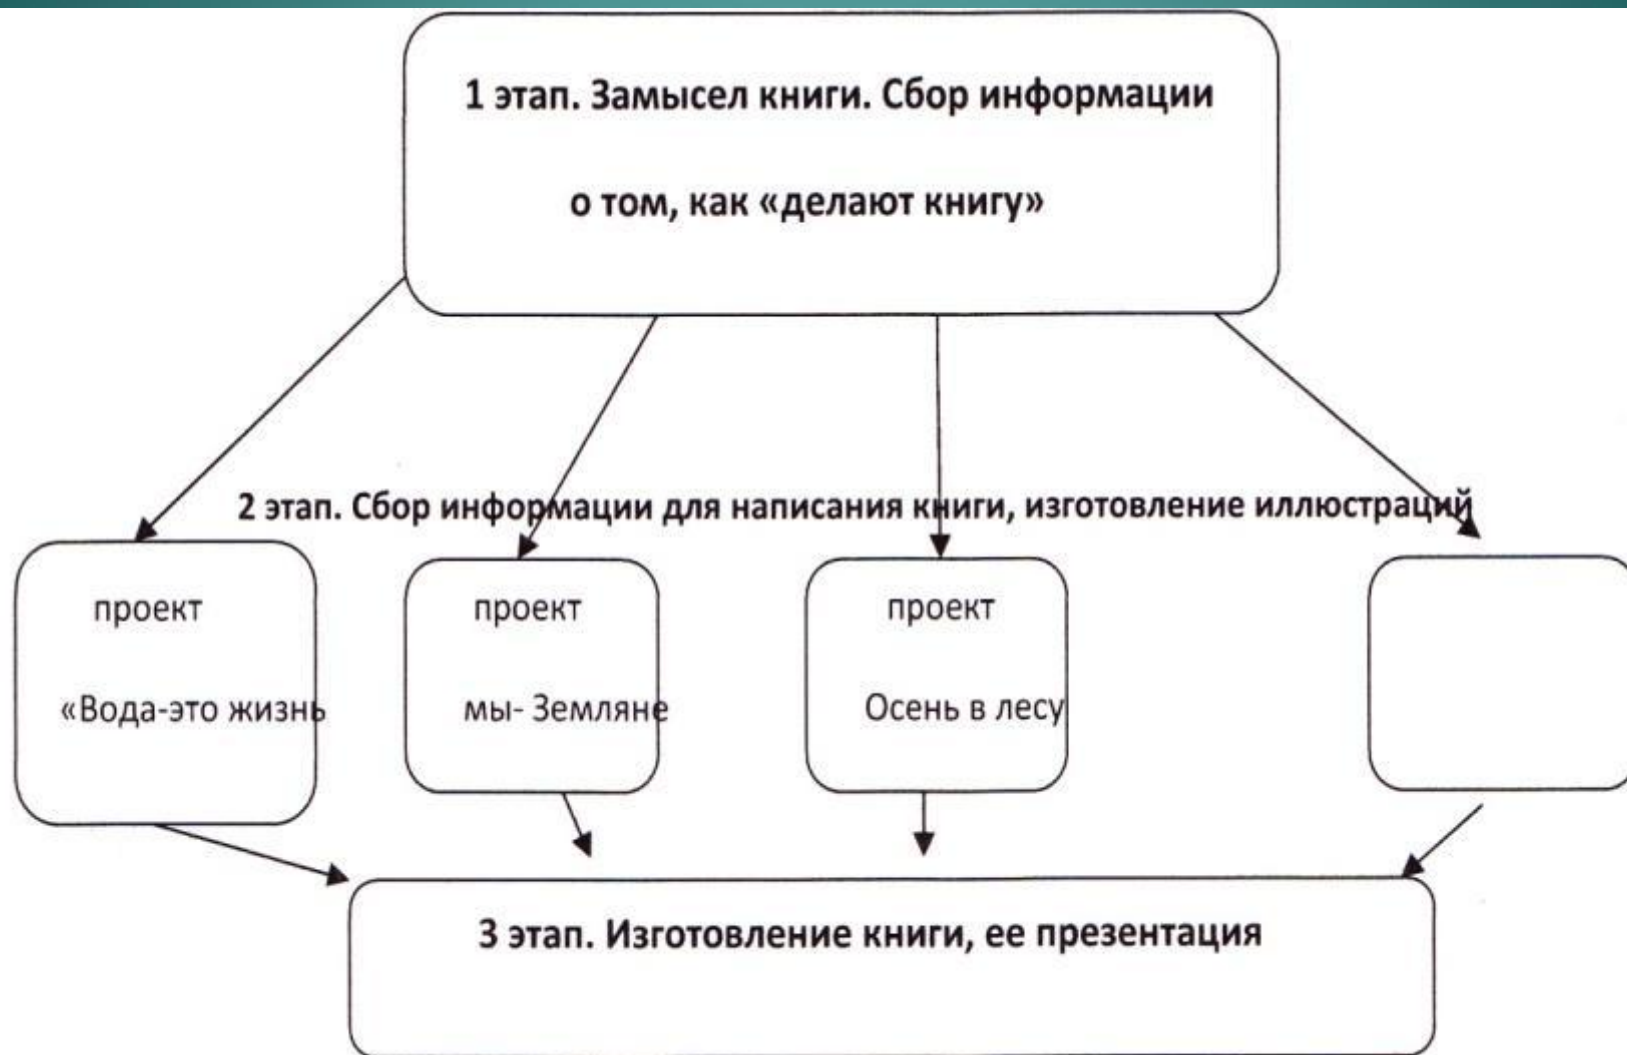 1 этап. Замысел книги. Сбор информации
о том, как «делают книгу»
2 этап. Сбор информации для написания книги, изготовление иллюстраций
проект
«Вода-это жизнь
проект
мы- Земляне
проект
Осень в лесу
3 этап. Изготовление книги, ее презентация